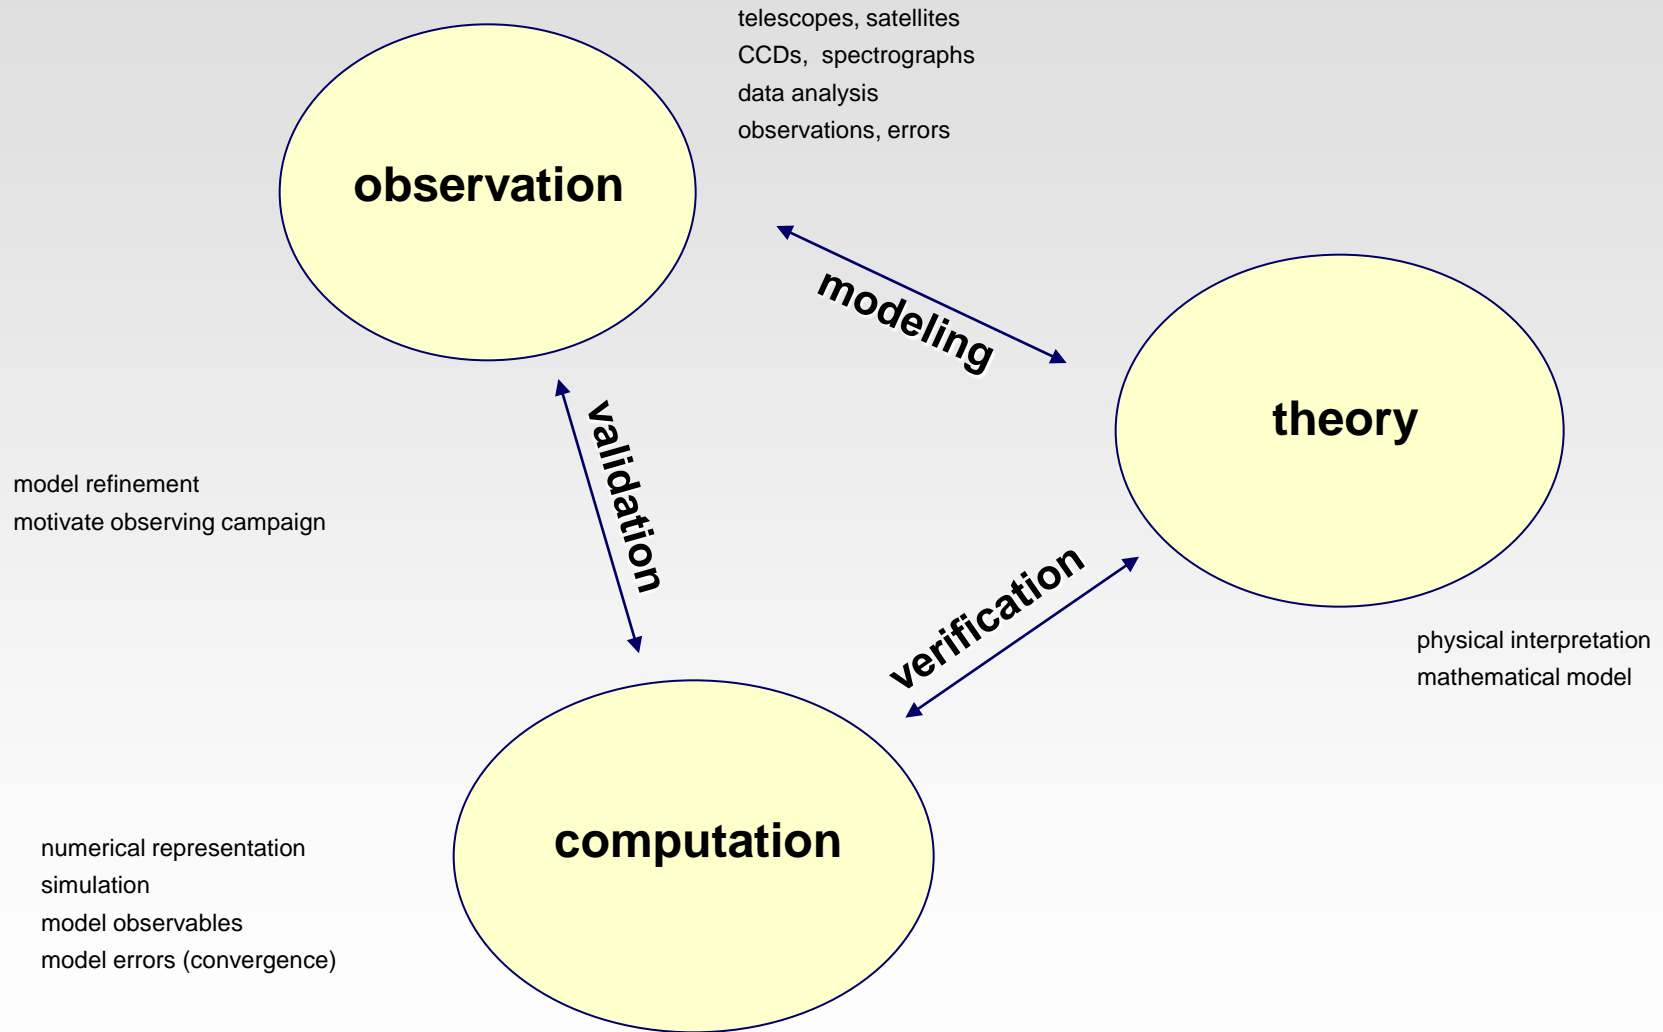 telescopes, satellites
CCDs, spectrographs
data analysis
observations, errors
observation
modeling
theory
validation
model refinement
motivate observing campaign
verification
physical interpretation
mathematical model
computation
numerical representation
simulation
model observables
model errors (convergence)